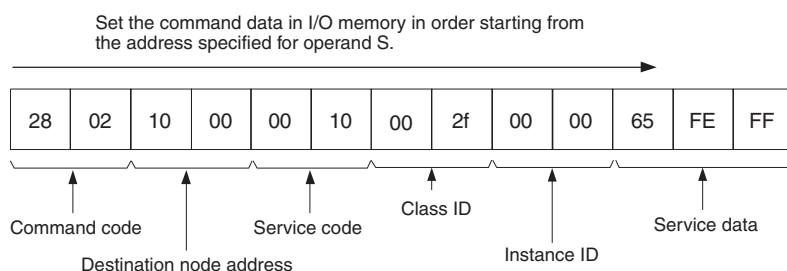 Set the command data in I/O memory in order starting from
the address specified for operand S.
28 02 10 00 00 10 00 2f 00 00 65 FE FF
Class ID
Command code Service code Service data
Instance ID
Destination node address